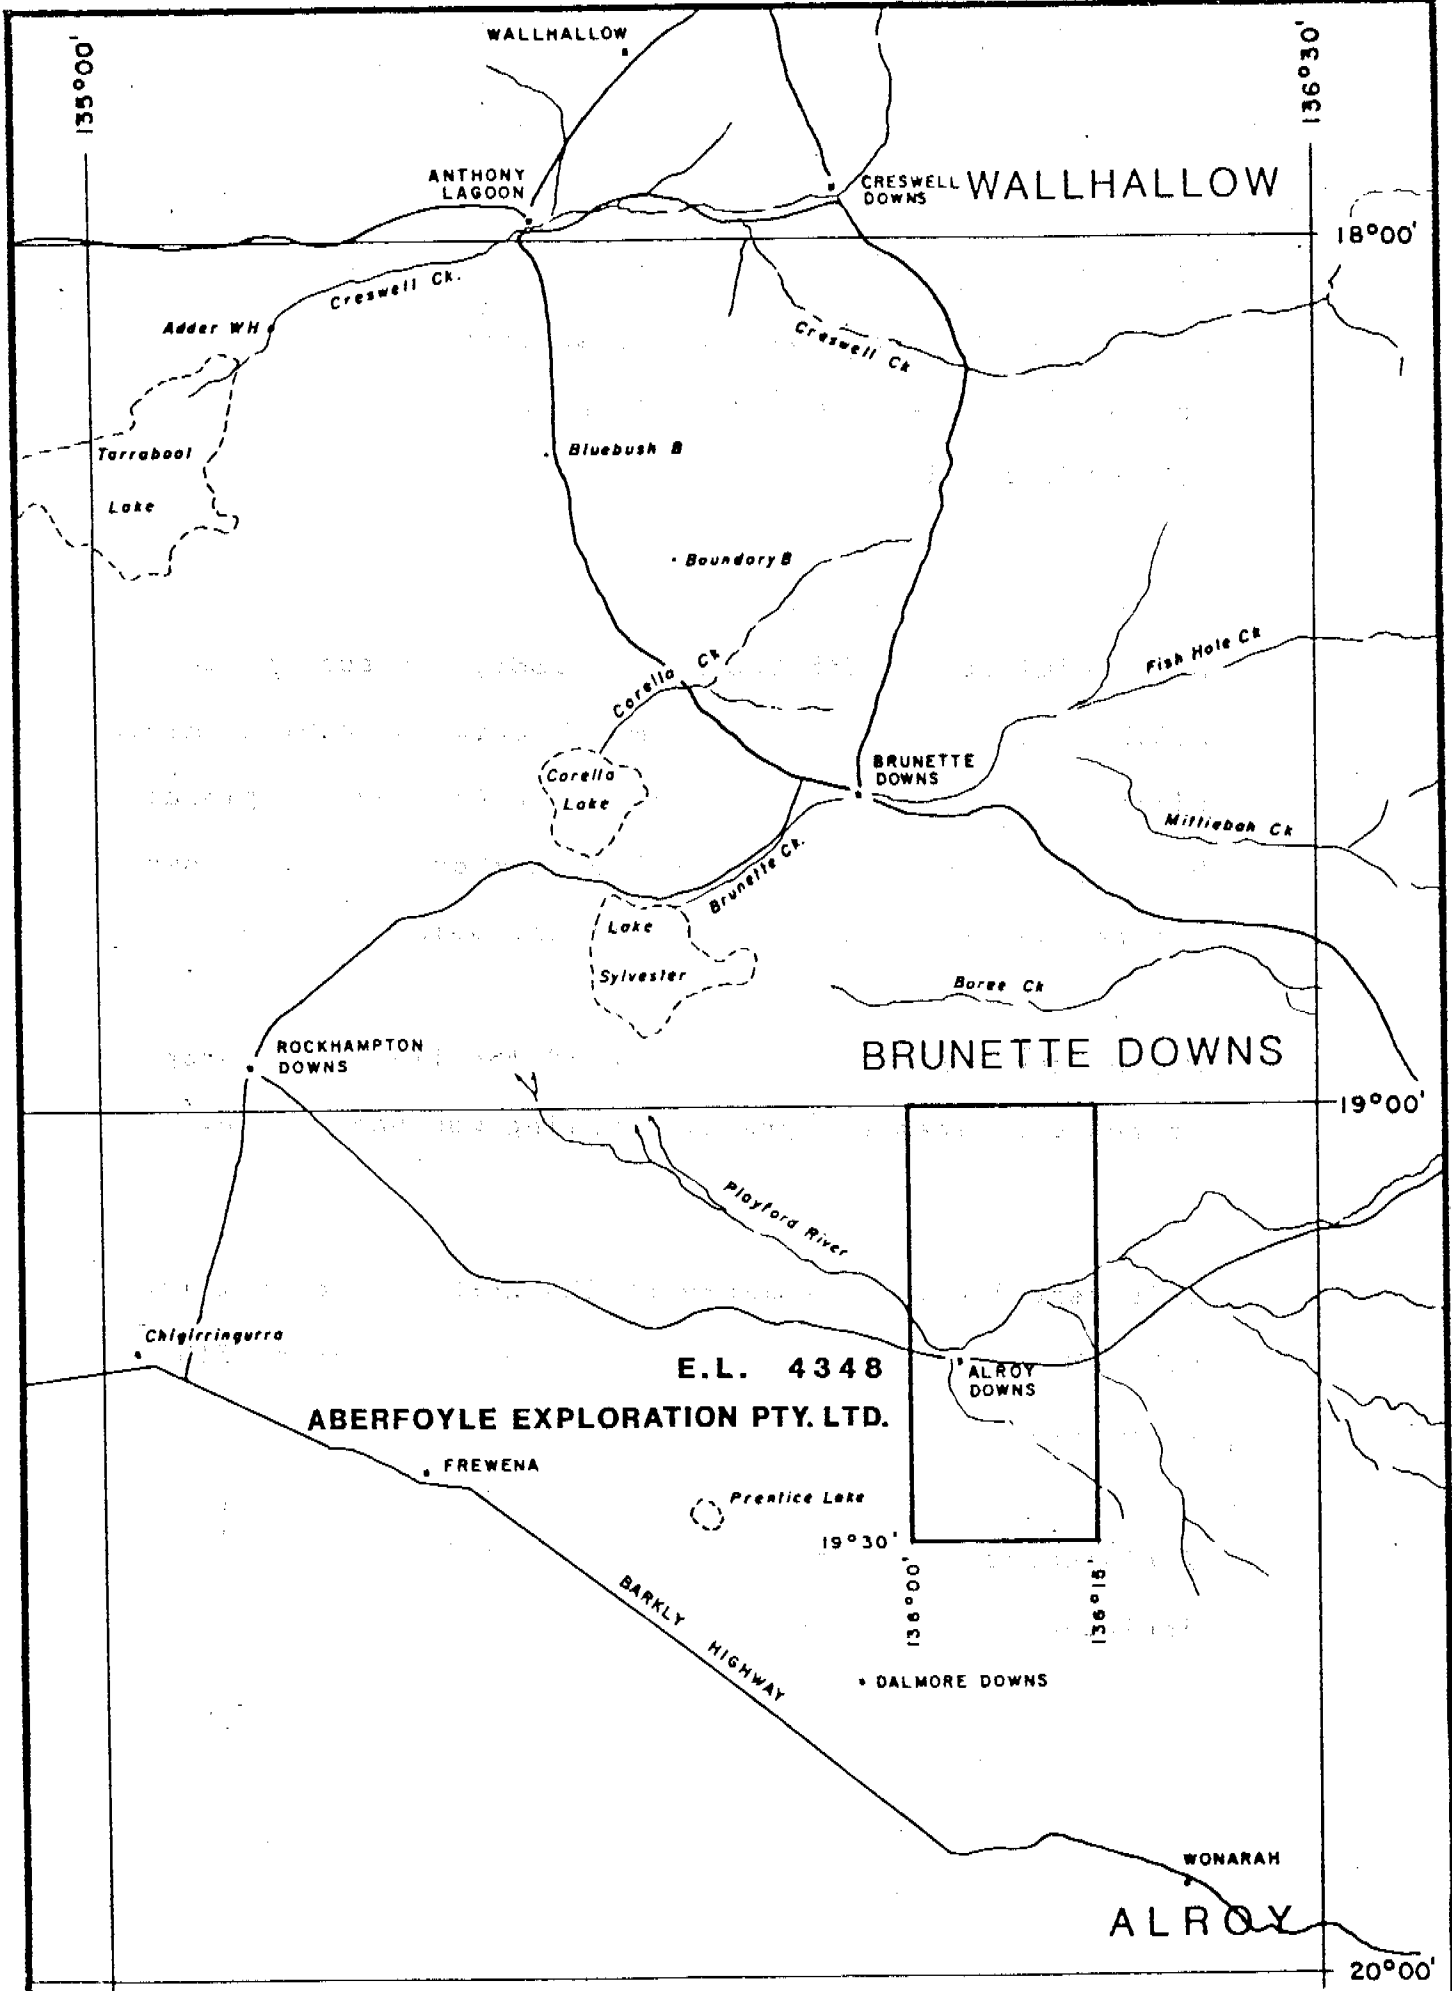 WALLHALLOW
135°00'
136°30'
ANTHONY
LAGOON
CRESWELL
DOWNS
WALLHALLOW
18°00'
Creswell Ck.
Adder WH
Creswell Ck
Tarrabool
Lake
Bluebush B
Boundary B
Fish Hole Ck
Corella Ck
BRUNETTE
DOWNS
Corella
Lake
Mittiebah Ck
Brunette Ck.
Lake
Sylvester
Boree Ck
ROCKHAMPTON
DOWNS
BRUNETTE DOWNS
19°00'
Playford River
Chigirringurra
E.L. 4348
ALROY
DOWNS
ABERFOYLE EXPLORATION PTY. LTD.
FREWENA
Prentice Lake
19°30'
136°00'
136°15'
BARKLY HIGHWAY
DALMORE DOWNS
WONARAH
ALROY
20°00'